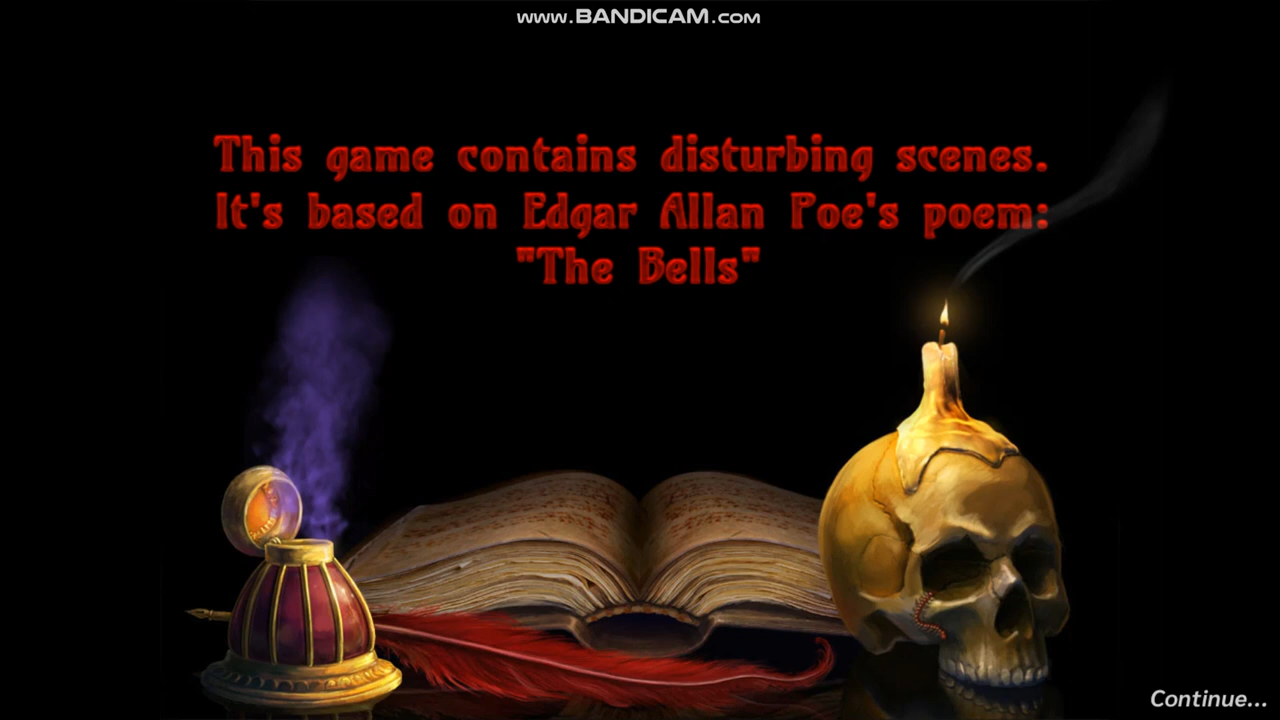 www.BANDICAM.com
This game contains disturbing scenes.
It's based on Edgar Allan Poe's poem:
"The Bells"
Continue...